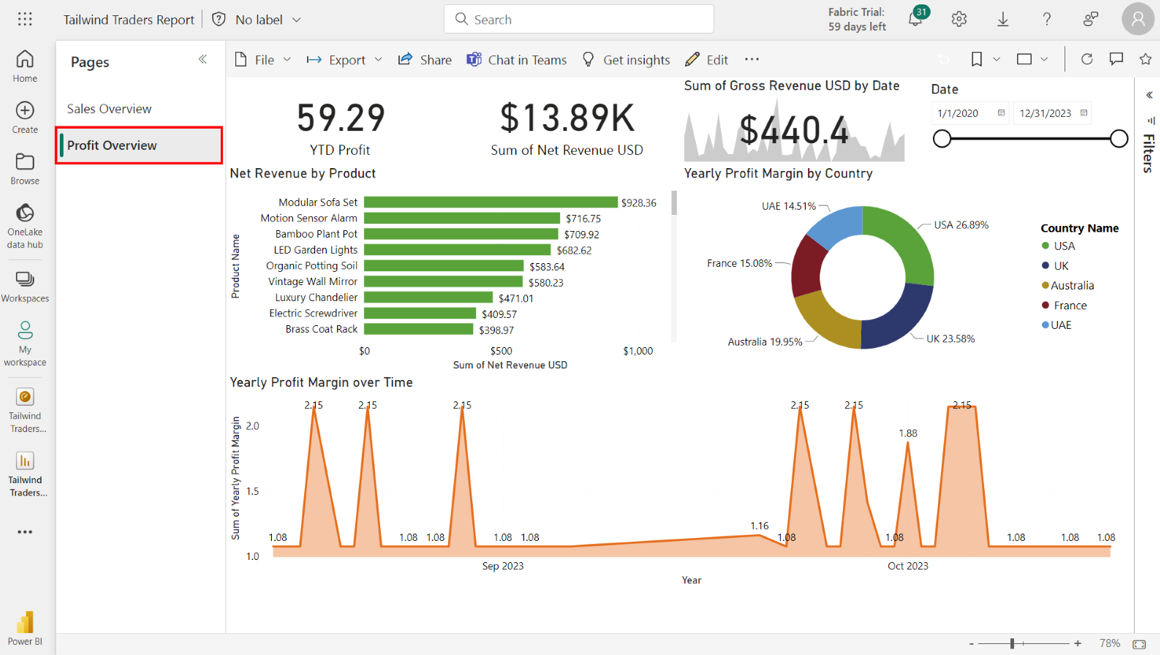 Tailwind Traders Report
No label
Search
Fabric Trial:
59 days left
31
Home
Create
Browse
OneLake
data hub
Workspaces
My
workspace
Tailwind
Traders...
Tailwind
Traders...
Power BI
Pages
Sales Overview
Profit Overview
File
Export
Share
Chat in Teams
Get insights
Edit
59.29
YTD Profit
$13.89K
Sum of Net Revenue USD
Sum of Gross Revenue USD by Date
$440.4
Date
1/1/2020
12/31/2023
Filters
Net Revenue by Product
Product Name
Modular Sofa Set $928.36
Motion Sensor Alarm $716.75
Bamboo Plant Pot $709.92
LED Garden Lights $682.62
Organic Potting Soil $583.64
Vintage Wall Mirror $580.23
Luxury Chandelier $471.01
Electric Screwdriver $409.57
Brass Coat Rack $398.97
$0 $500 $1,000
Sum of Net Revenue USD
Yearly Profit Margin by Country
UAE 14.51%
USA 26.89%
France 15.08%
Australia 19.95%
UK 23.58%
Country Name
USA
UK
Australia
France
UAE
Yearly Profit Margin over Time
Sum of Yearly Profit Margin
2.0
1.5
1.0
2.15 2.15 2.15 2.15 2.15 2.15
1.88
1.16
1.08 1.08 1.08 1.08 1.08 1.08 1.08 1.08 1.08 1.08
Sep 2023 Oct 2023
Year
- + 78%